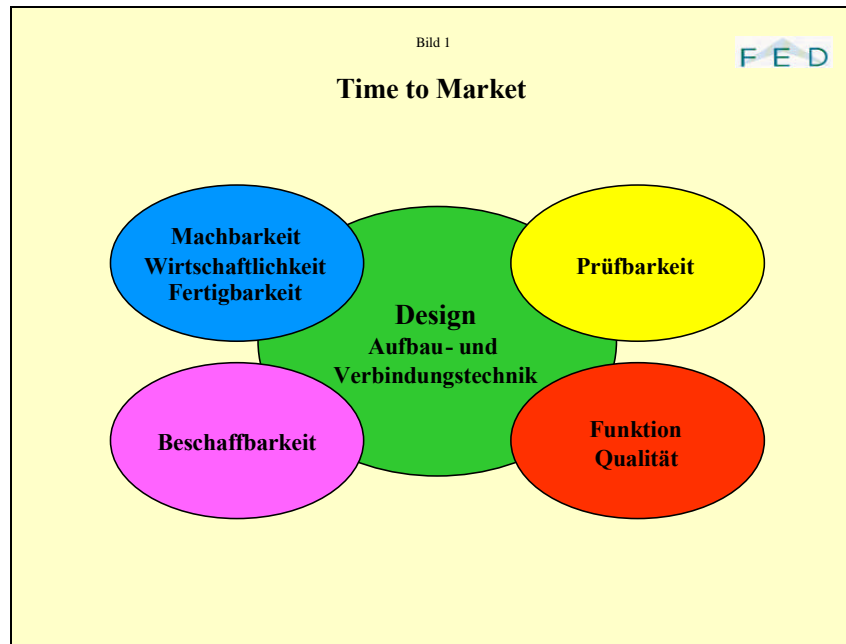 Bild 1
FED
Time to Market
Machbarkeit
Wirtschaftlichkeit
Fertigbarkeit
Prüfbarkeit
Design
Aufbau- und
Verbindungstechnik
Beschaffbarkeit
Funktion
Qualität